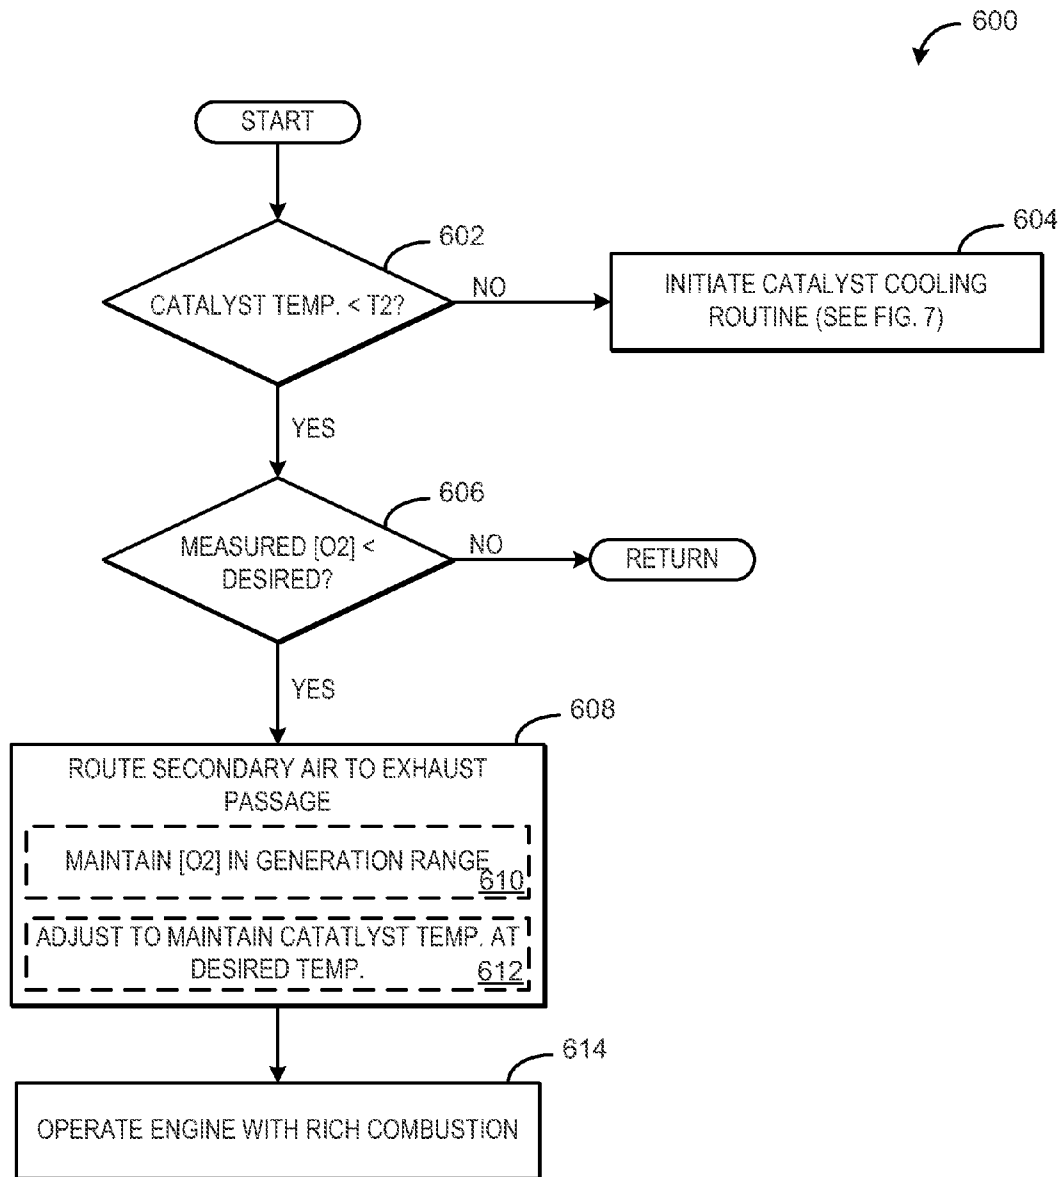 600
START
602
CATALYST TEMP. < T2?
NO
604
INITIATE CATALYST COOLING
ROUTINE (SEE FIG. 7)
YES
606
MEASURED [O2] <
DESIRED?
NO
RETURN
YES
608
ROUTE SECONDARY AIR TO EXHAUST
PASSAGE
MAINTAIN [O2] IN GENERATION RANGE
610
ADJUST TO MAINTAIN CATATLYST TEMP. AT
DESIRED TEMP.
612
614
OPERATE ENGINE WITH RICH COMBUSTION